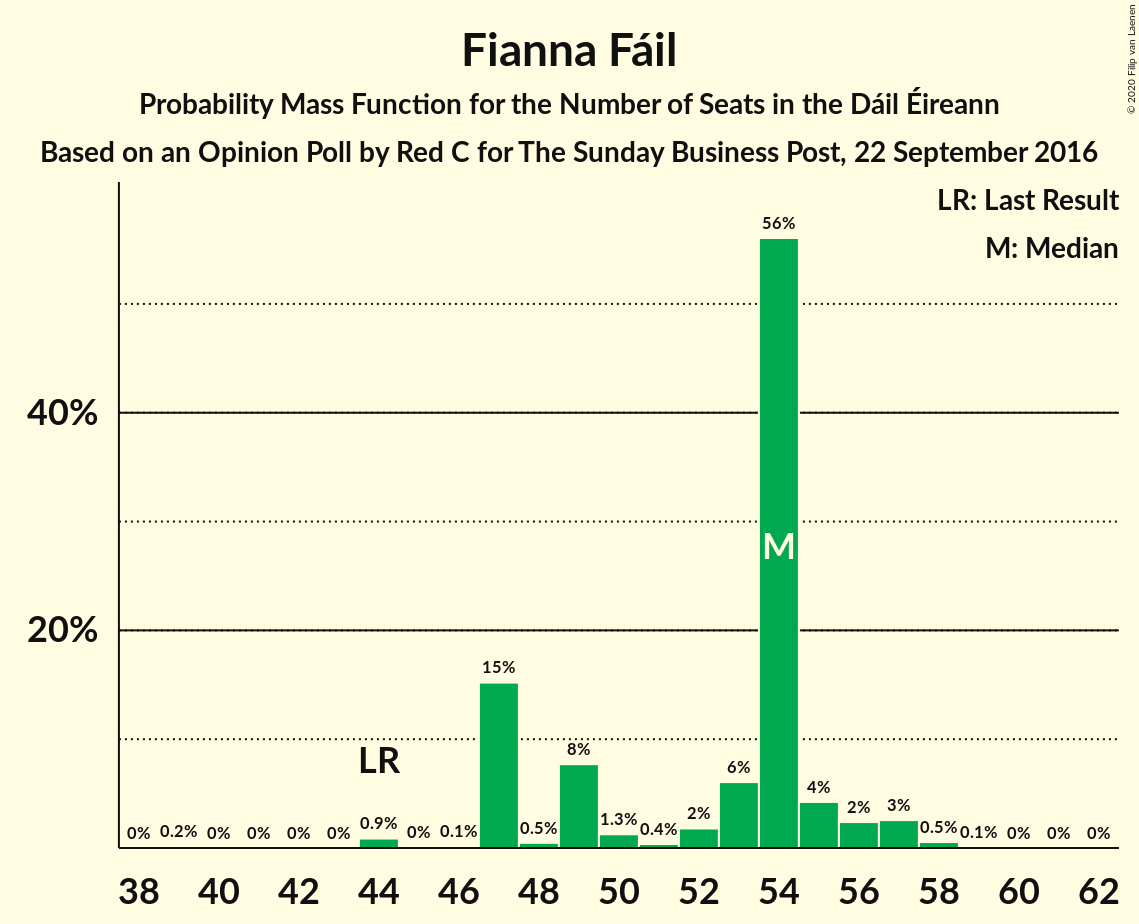 Fianna Fáil
Probability Mass Function for the Number of Seats in the Dáil Éireann
Based on an Opinion Poll by Red C for The Sunday Business Post, 22 September 2016
© 2020 Filip van Laenen
LR: Last Result
M: Median
56%
40%
M
20%
15%
LR
8%
6%
4%
2%
3%
2%
1.3%
0% 0.2% 0% 0% 0% 0% 0.9% 0% 0.1% 0.5% 0.4% 0.5% 0.1% 0% 0% 0%
38 40 42 44 46 48 50 52 54 56 58 60 62